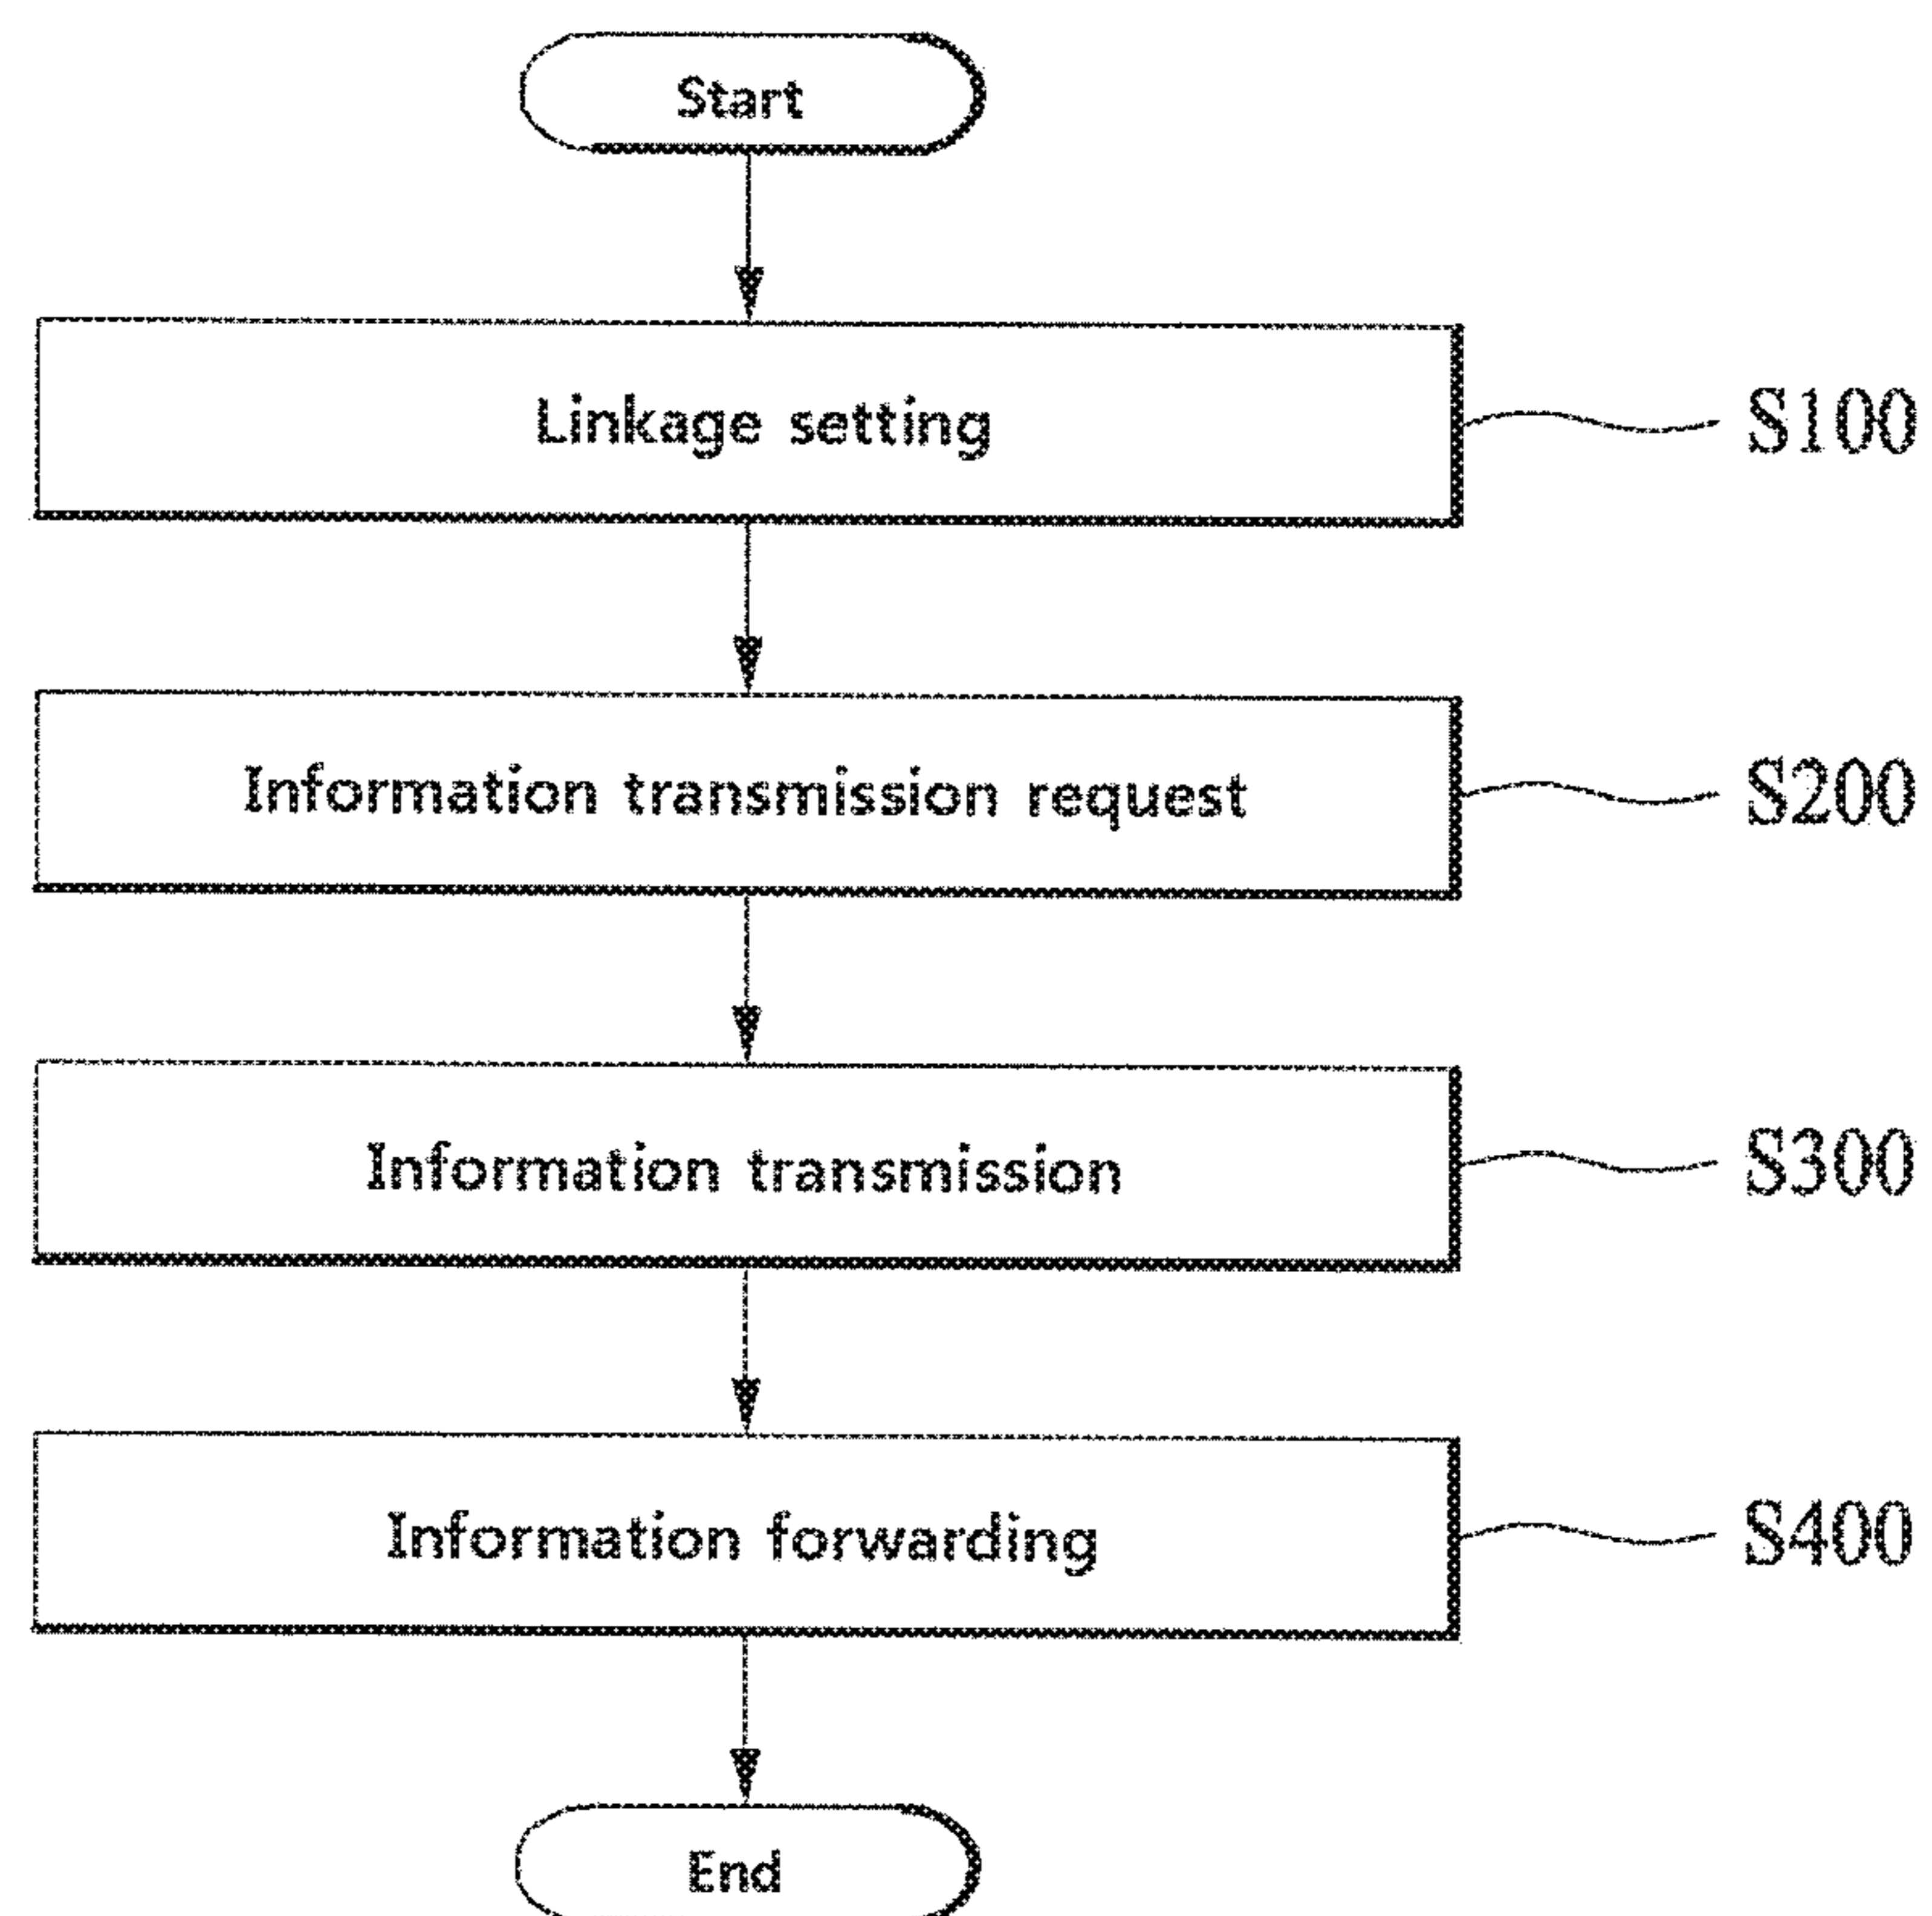 Start
Linkage setting
S100
Information transmission request
S200
Information transmission
S300
Information forwarding
S400
End